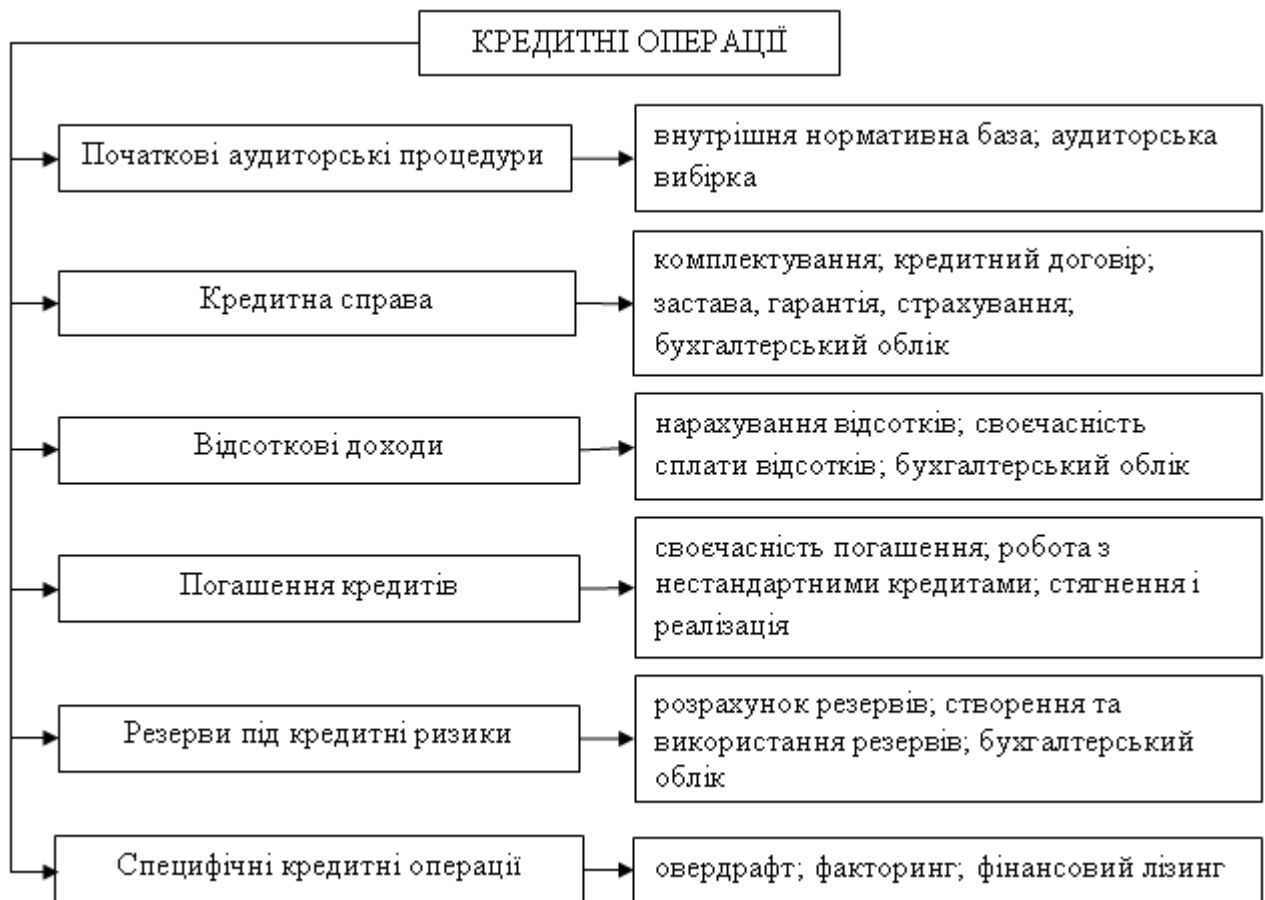 КРЕДИТНІ ОПЕРАЦІЇ
Початкові аудиторські процедури
внутрішня нормативна база; аудиторська
вибірка
Кредитна справа
комплектування; кредитний договір;
застава, гарантія, страхування;
бухгалтерський облік
Відсоткові доходи
нарахування відсотків; своєчасність
сплати відсотків; бухгалтерський облік
Погашення кредитів
своєчасність погашення; робота з
нестандартними кредитами; стягнення і
реалізація
Резерви під кредитні ризики
розрахунок резервів; створення та
використання резервів; бухгалтерський
облік
Специфічні кредитні операції
овердрафт; факторинг; фінансовий лізинг